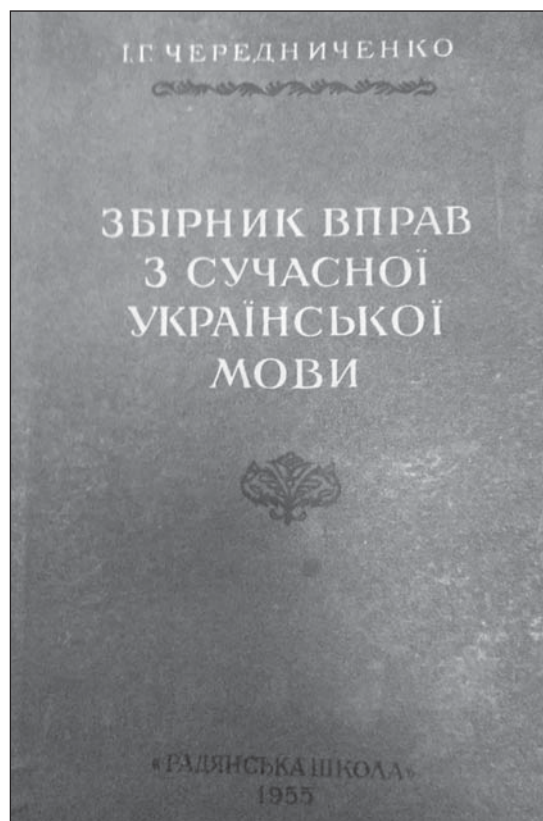 І. Г. ЧЕРЕДНИЧЕНКО
ЗБІРНИК ВПРАВ
З СУЧАСНОЇ
УКРАЇНСЬКОЇ
МОВИ
«РАДЯНСЬКА ШКОЛА»
1955